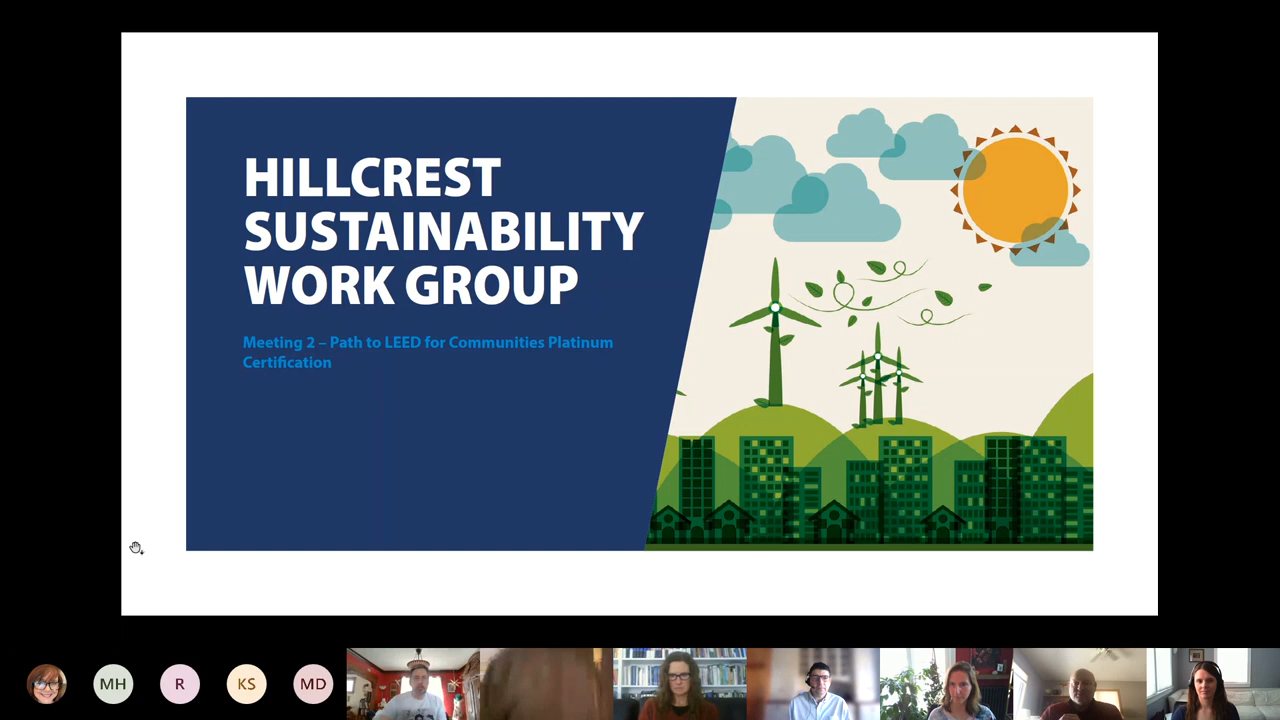 HILLCREST
SUSTAINABILITY
WORK GROUP
Meeting 2 – Path to LEED for Communities Platinum
Certification
MH
R
KS
MD